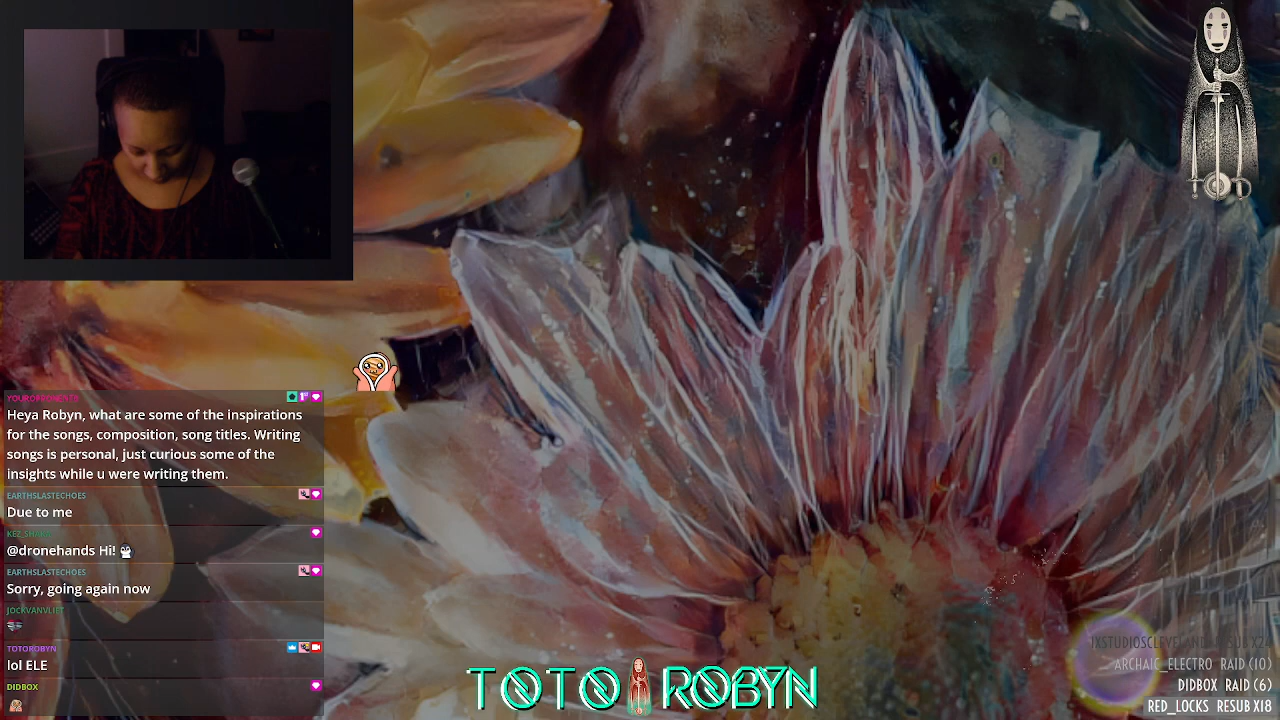 Heya Robyn, what are some of the inspirations
for the songs, composition, song titles. Writing
songs is personal, just curious some of the
insights while u were writing them.
EARTHSLASTECHOES
Due to me
@dronehands Hi!
EARTHSLASTECHOES
Sorry, going again now
JOCKVANVLIET
TOTOROBYN
lol ELE
DIDBOX
TOTO ROBYN
ARCHAIC_ELECTRO RAID (10)
DIDBOX RAID (6)
RED_LOCKS RESUB X18